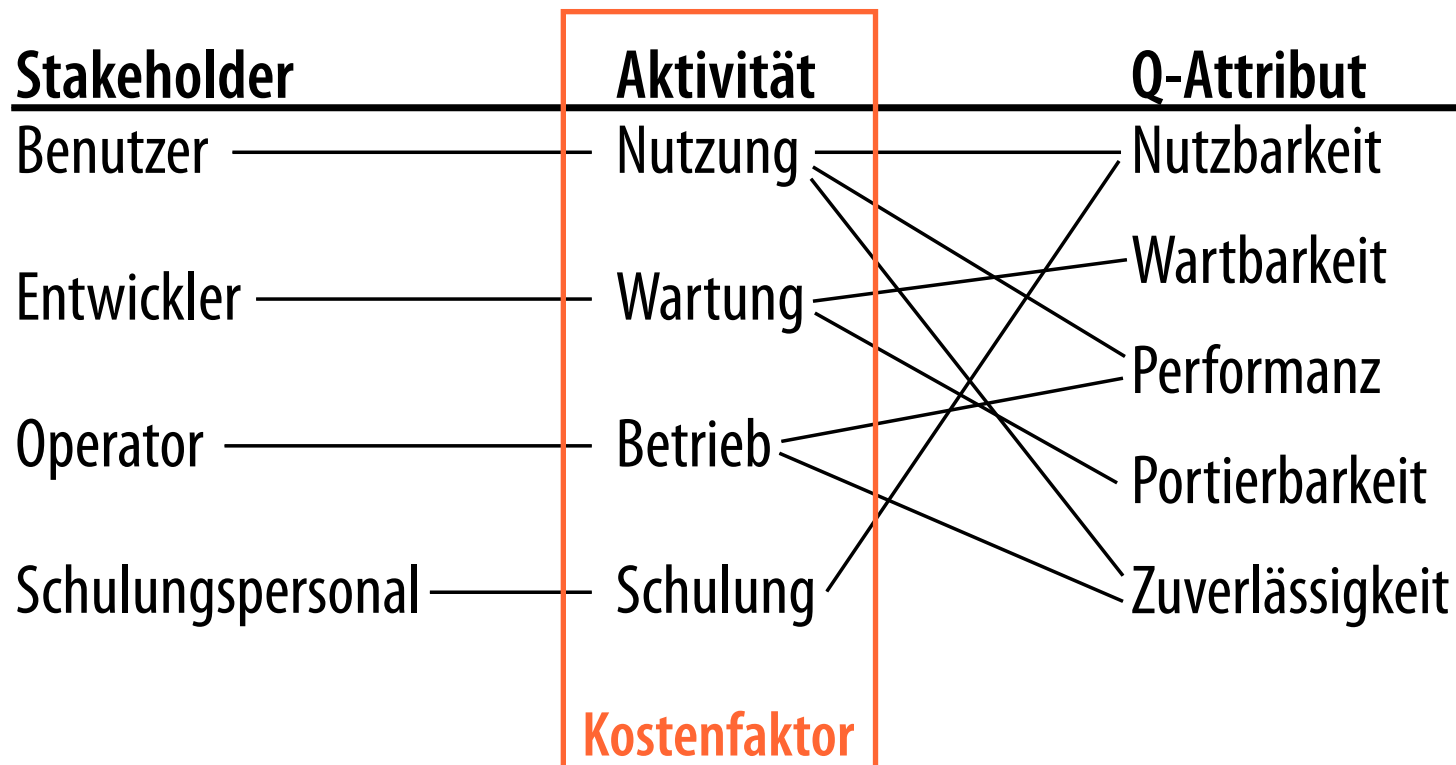 Stakeholder Aktivität Q-Attribut
Benutzer Nutzung Nutzbarkeit
Wartbarkeit
Entwickler Wartung
Performanz
Operator Betrieb
Portierbarkeit
Schulungspersonal Schulung Zuverlässigkeit
Kostenfaktor